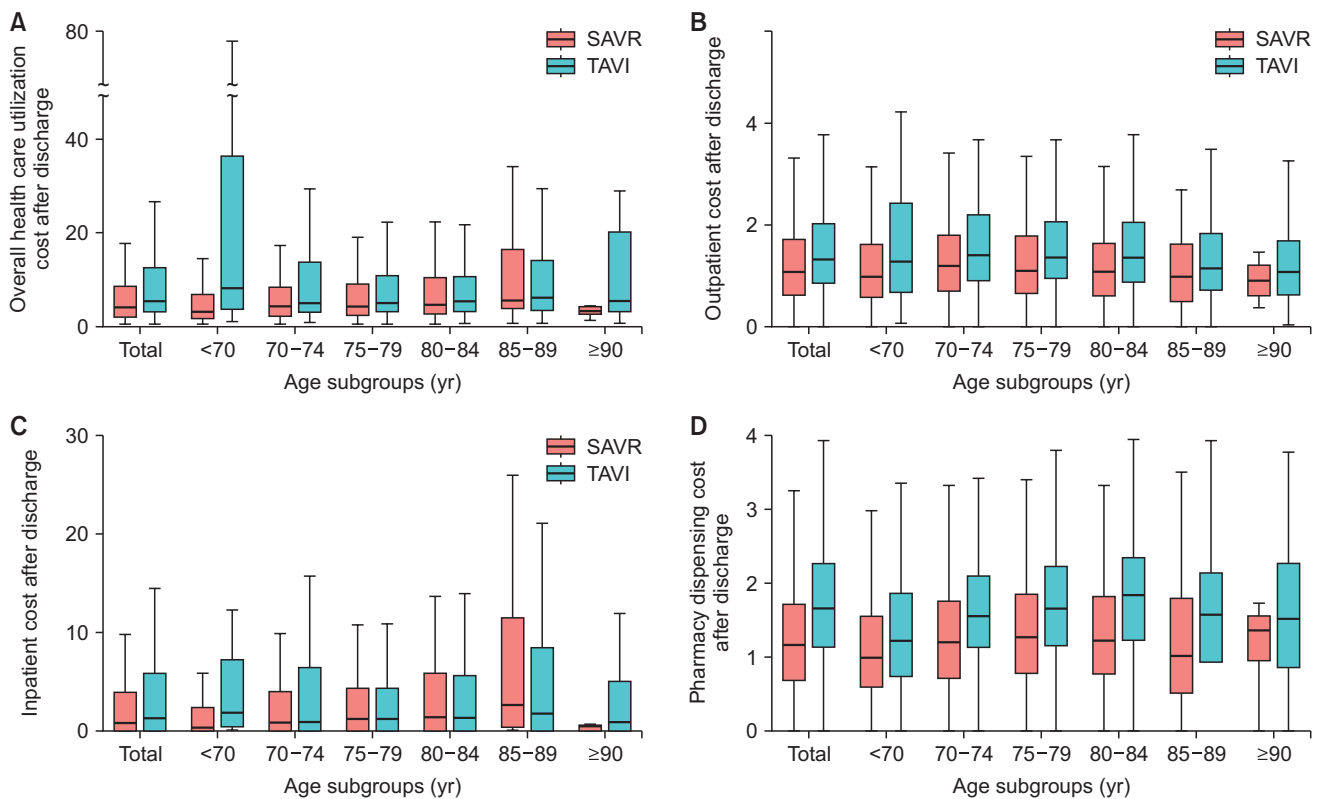 A
Overall health care utilization
cost after discharge
80
40
20
0
SAVR
TAVI
Total
<70
70−74
75−79
80−84
85−89
≥90
Age subgroups (yr)
B
Outpatient cost after discharge
4
2
0
SAVR
TAVI
Total
<70
70−74
75−79
80−84
85−89
≥90
Age subgroups (yr)
C
Inpatient cost after discharge
30
20
10
0
SAVR
TAVI
Total
<70
70−74
75−79
80−84
85−89
≥90
Age subgroups (yr)
D
Pharmacy dispensing cost
after discharge
4
3
2
1
0
Total
<70
70−74
75−79
80−84
85−89
≥90
Age subgroups (yr)